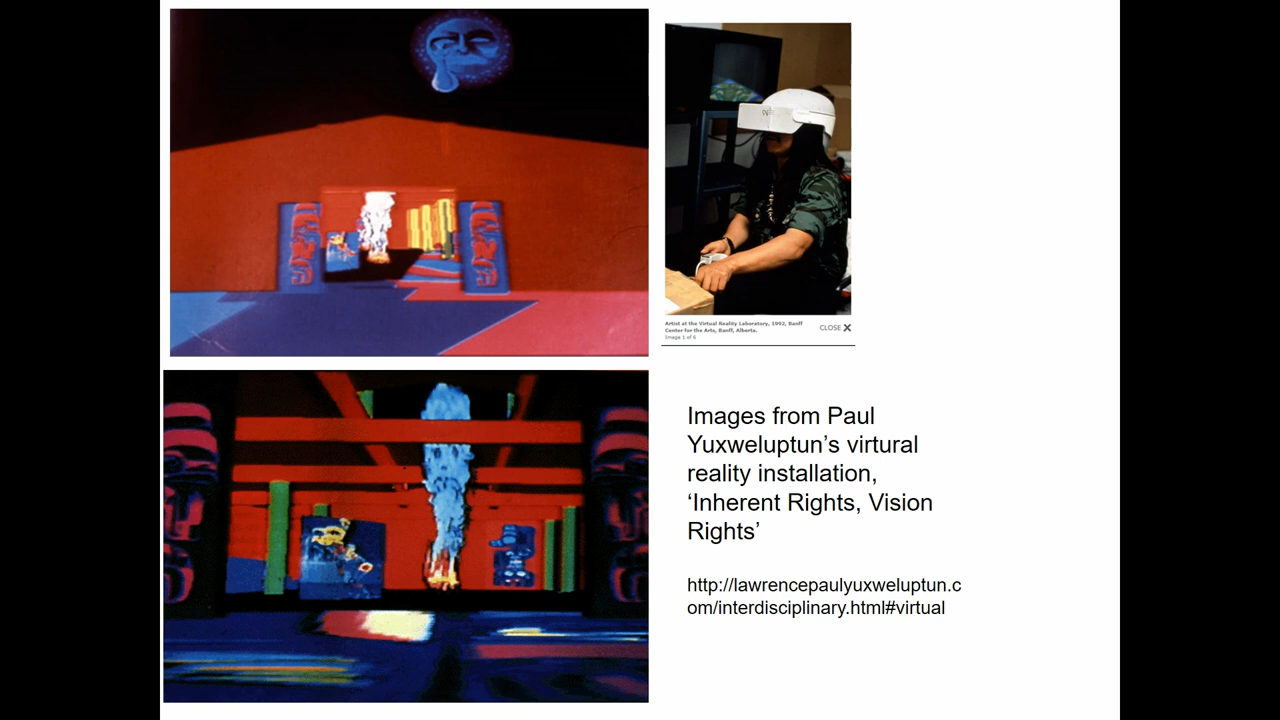 Artist at the Virtual Reality Laboratory, 1992, Banff
Center for the Arts, Banff, Alberta.
Image 1 of 6
CLOSE X
Images from Paul
Yuxweluptun’s virtural
reality installation,
‘Inherent Rights, Vision
Rights’
http://lawrencepaulyuxweluptun.c
om/interdisciplinary.html#virtual